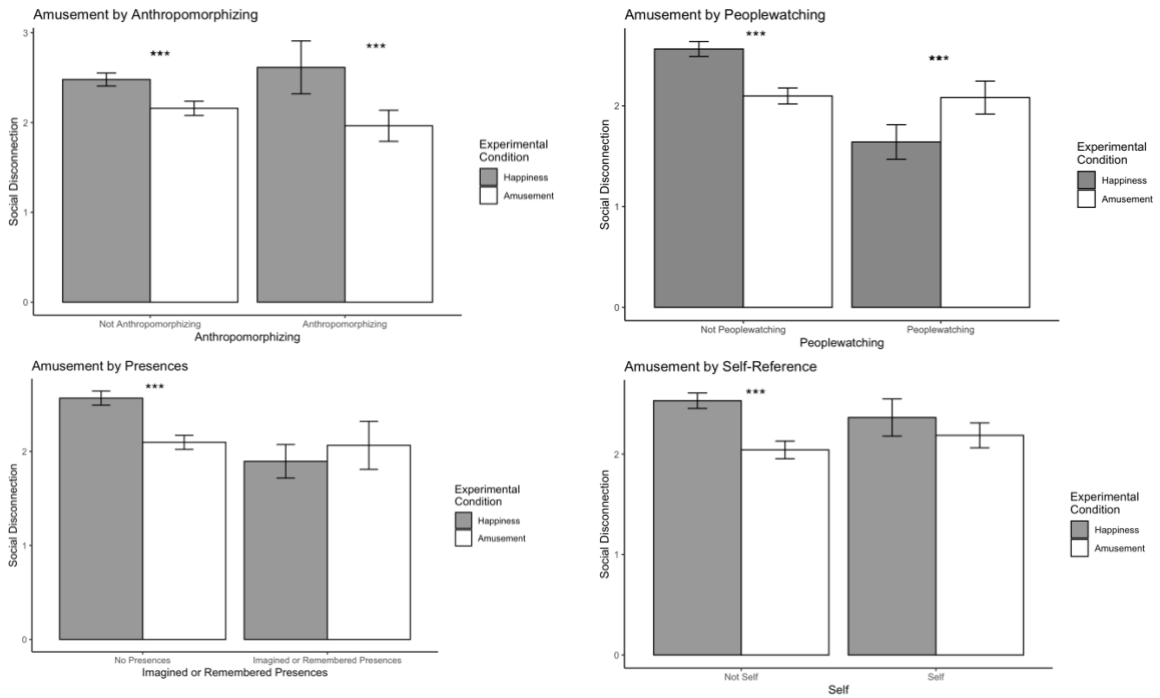 Amusement by Anthropomorphizing
3
***
***
2
1
0
Social Disconnection
Not Anthropomorphizing
Anthropomorphizing
Anthropomorphizing
Experimental
Condition
Happiness
Amusement
Amusement by Peoplewatching
***
***
2
1
0
Social Disconnection
Not Peoplewatching
Peoplewatching
Peoplewatching
Experimental
Condition
Happiness
Amusement
Amusement by Presences
***
2
1
0
Social Disconnection
No Presences
Imagined or Remembered Presences
Imagined or Remembered Presences
Experimental
Condition
Happiness
Amusement
Amusement by Self-Reference
***
2
1
0
Social Disconnection
Not Self
Self
Self
Experimental
Condition
Happiness
Amusement